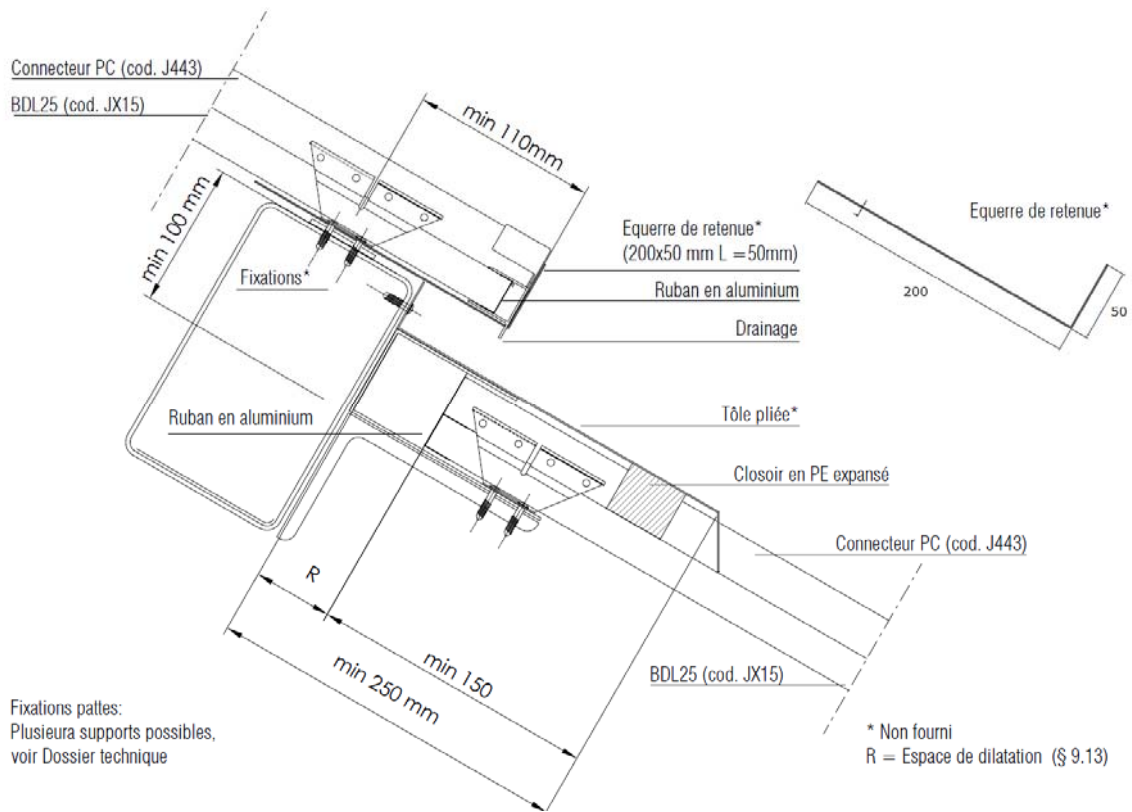 Connecteur PC (cod. J443)
BDL25 (cod. JX15)
min 110mm
min 100 mm
Equerre de retenue*
(200x50 mm L =50mm)
Equerre de retenue*
Fixations*
Ruban en aluminium
200
50
Drainage
Ruban en aluminium
Tôle pliée*
Closoir en PE expansé
Connecteur PC (cod. J443)
R
min 150
min 250 mm
BDL25 (cod. JX15)
Fixations pattes:
Plusieura supports possibles,
voir Dossier technique
* Non fourni
R = Espace de dilatation (§ 9.13)